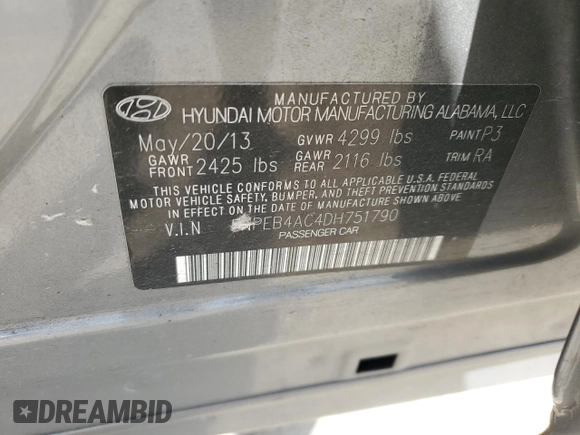 MANUFACTURED BY
HYUNDAI MOTOR MANUFACTURING ALABAMA, LLC
May/20/13 GVWR 4299 lbs PAINT P3
GAWR FRONT 2425 lbs GAWR REAR 2116 lbs TRIM RA
THIS VEHICLE CONFORMS TO ALL APPLICABLE U.S.A. FEDERAL
MOTOR VEHICLE SAFETY, BUMPER, AND THEFT PREVENTION STANDARDS
IN EFFECT ON THE DATE OF MANUFACTURE SHOWN ABOVE.
V.I.N PEB4AC4DH751790
PASSENGER CAR
DREAMBID